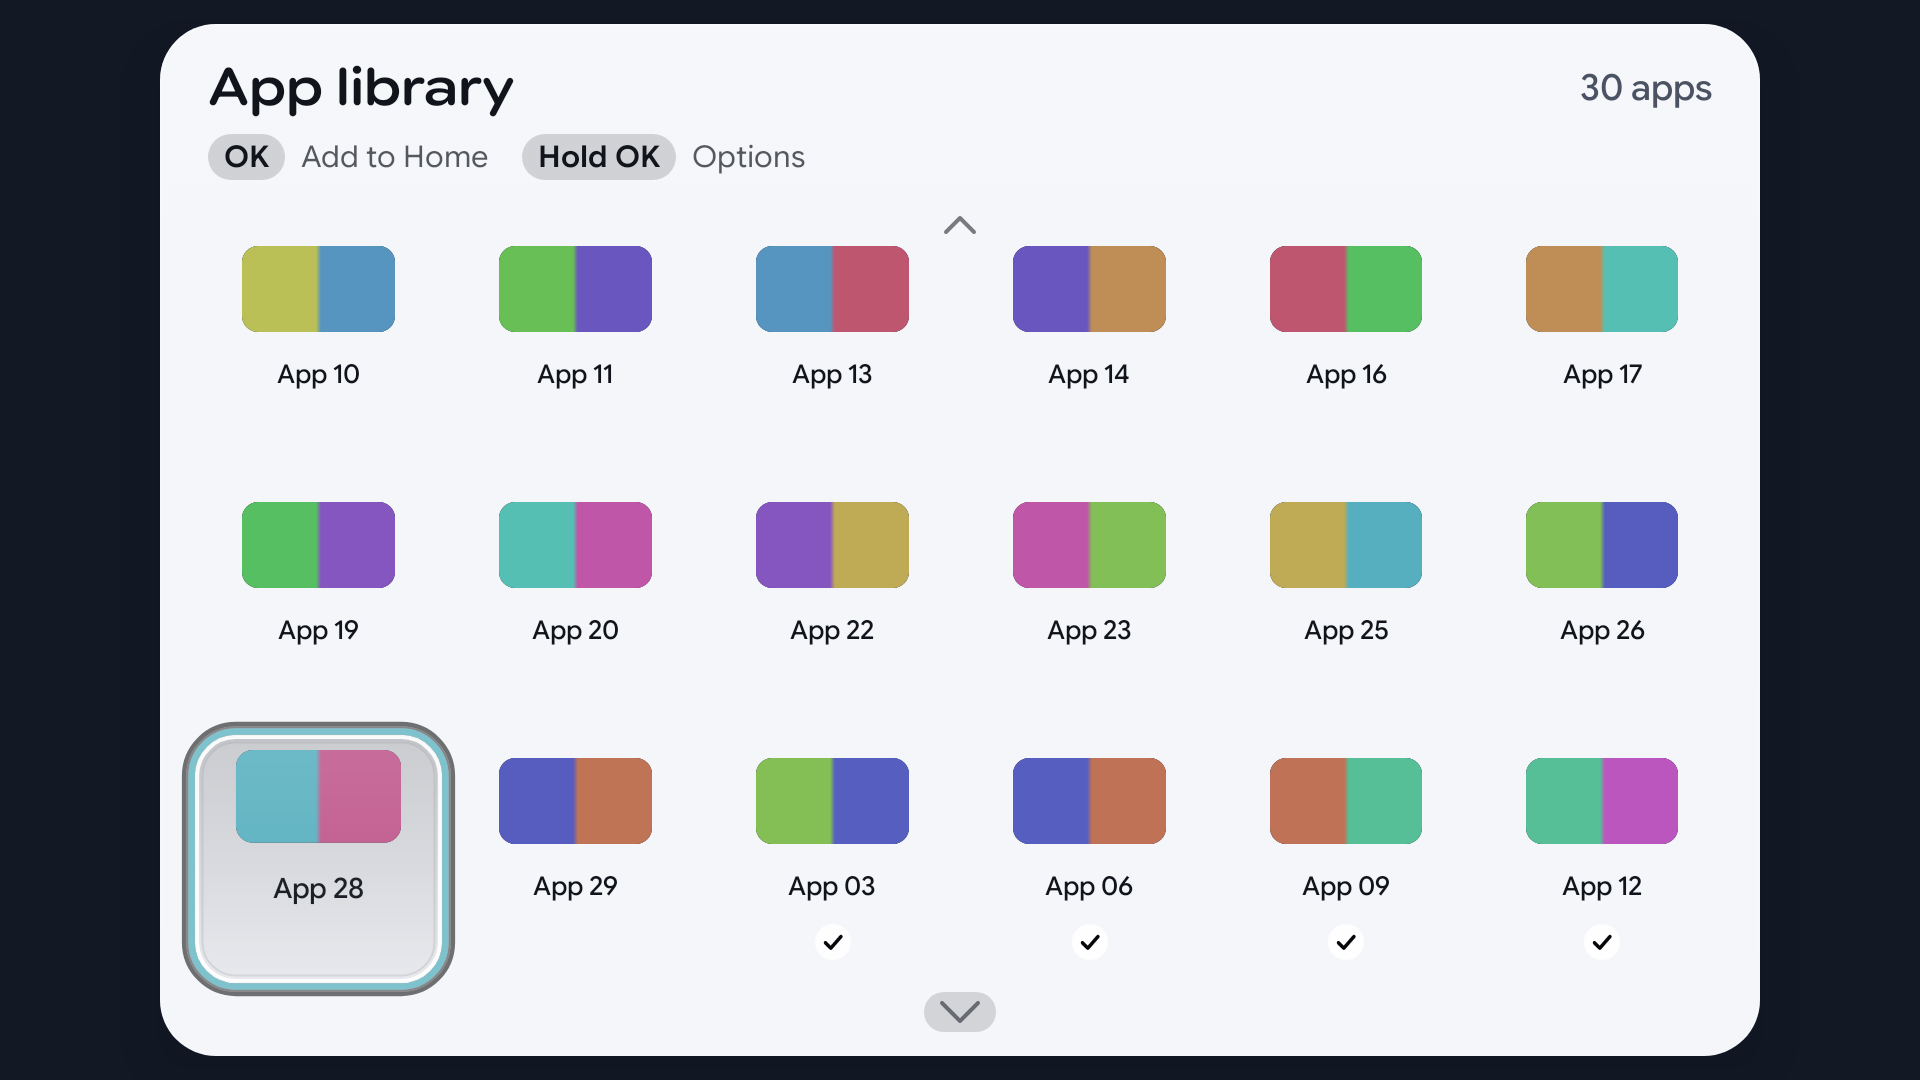 App library
30 apps
OK Add to Home Hold OK Options
App 10
App 11
App 13
App 14
App 16
App 17
App 19
App 20
App 22
App 23
App 25
App 26
App 28
App 29
App 03
App 06
App 09
App 12